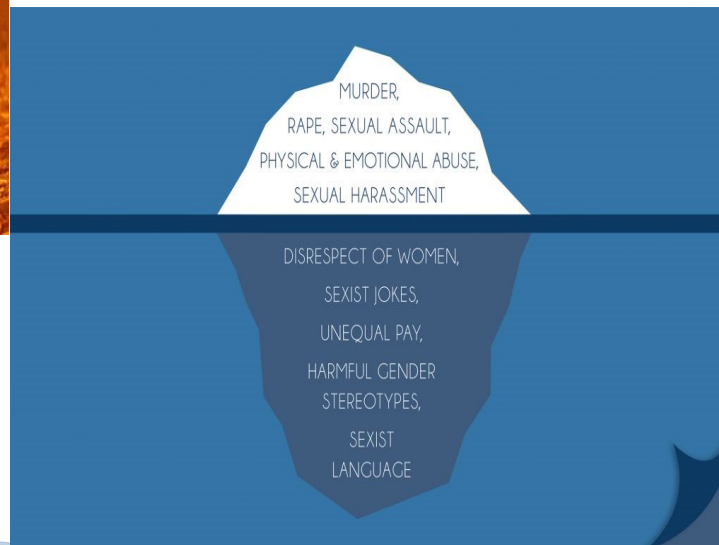 MURDER,
RAPE, SEXUAL ASSAULT,
PHYSICAL & EMOTIONAL ABUSE,
SEXUAL HARASSMENT
DISRESPECT OF WOMEN,
SEXIST JOKES,
UNEQUAL PAY,
HARMFUL GENDER
STEREOTYPES,
SEXIST
LANGUAGE